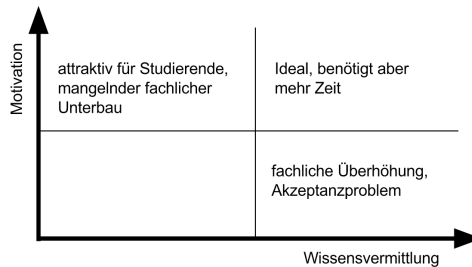 Motivation
attraktiv für Studierende,
mangelnder fachlicher
Unterbau
Ideal, benötigt aber
mehr Zeit
fachliche Überhöhung,
Akzeptanzproblem
Wissensvermittlung